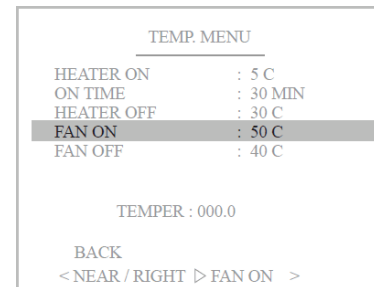 TEMP. MENU
HEATER ON : 5 C
ON TIME : 30 MIN
HEATER OFF : 30 C
FAN ON : 50 C
FAN OFF : 40 C
TEMPER : 000.0
BACK
< NEAR / RIGHT ▷ FAN ON >